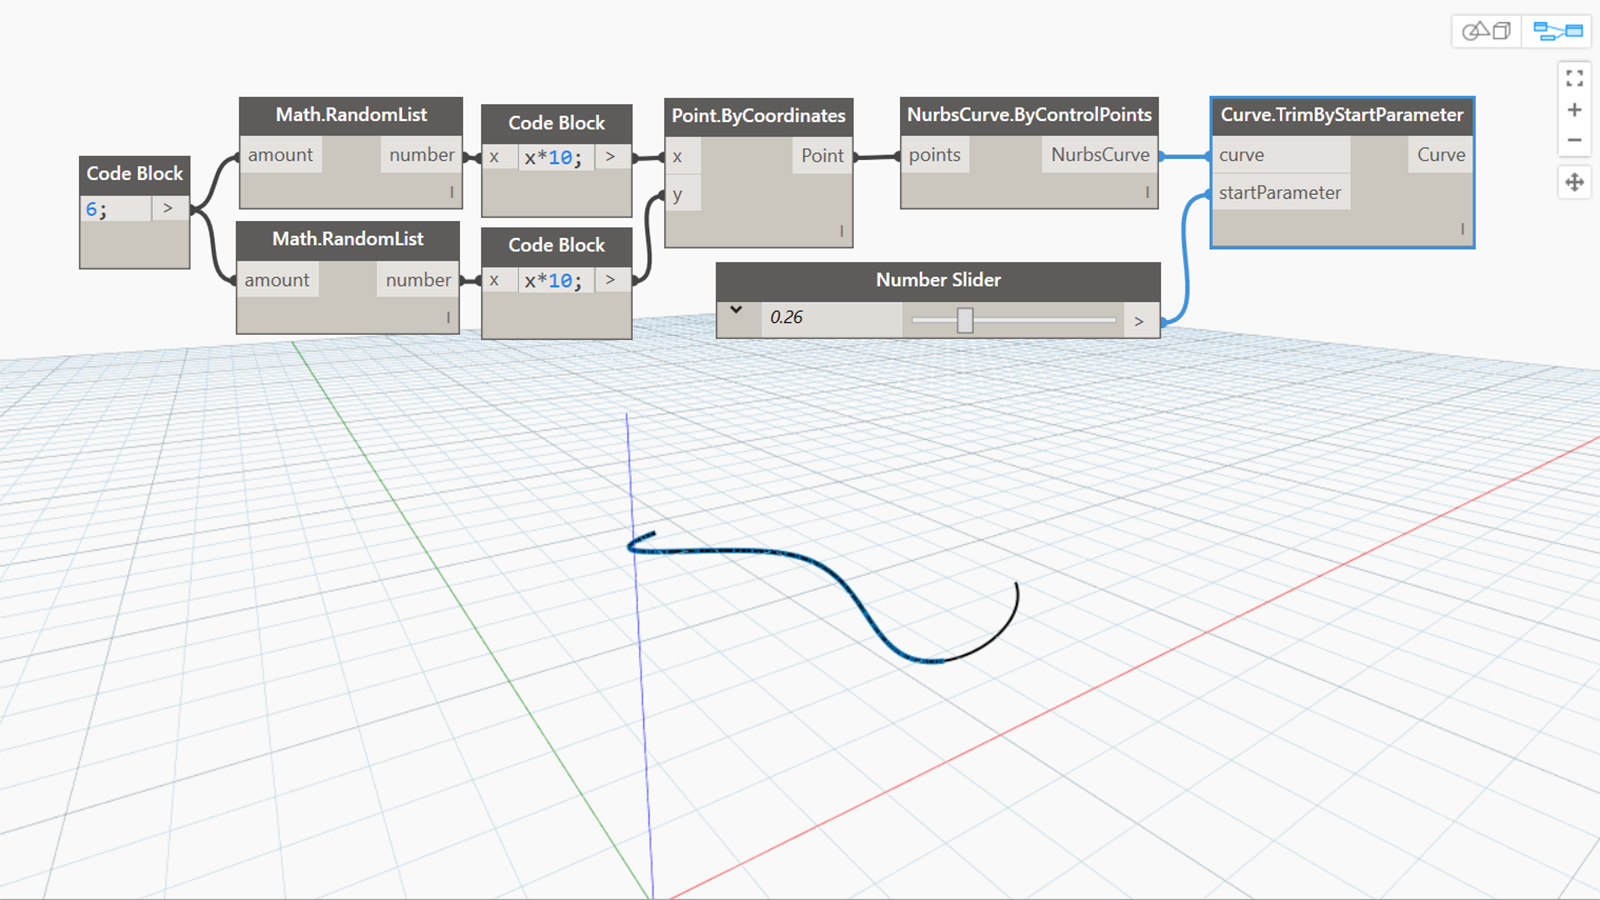 Code Block
6;
>
Math.RandomList
amount
number
l
Math.RandomList
amount
number
l
Code Block
x
x*10;
>
Code Block
x
x*10;
>
Point.ByCoordinates
x
Point
y
l
NurbsCurve.ByControlPoints
points
NurbsCurve
l
Number Slider
0.26
>
Curve.TrimByStartParameter
curve
Curve
startParameter
l